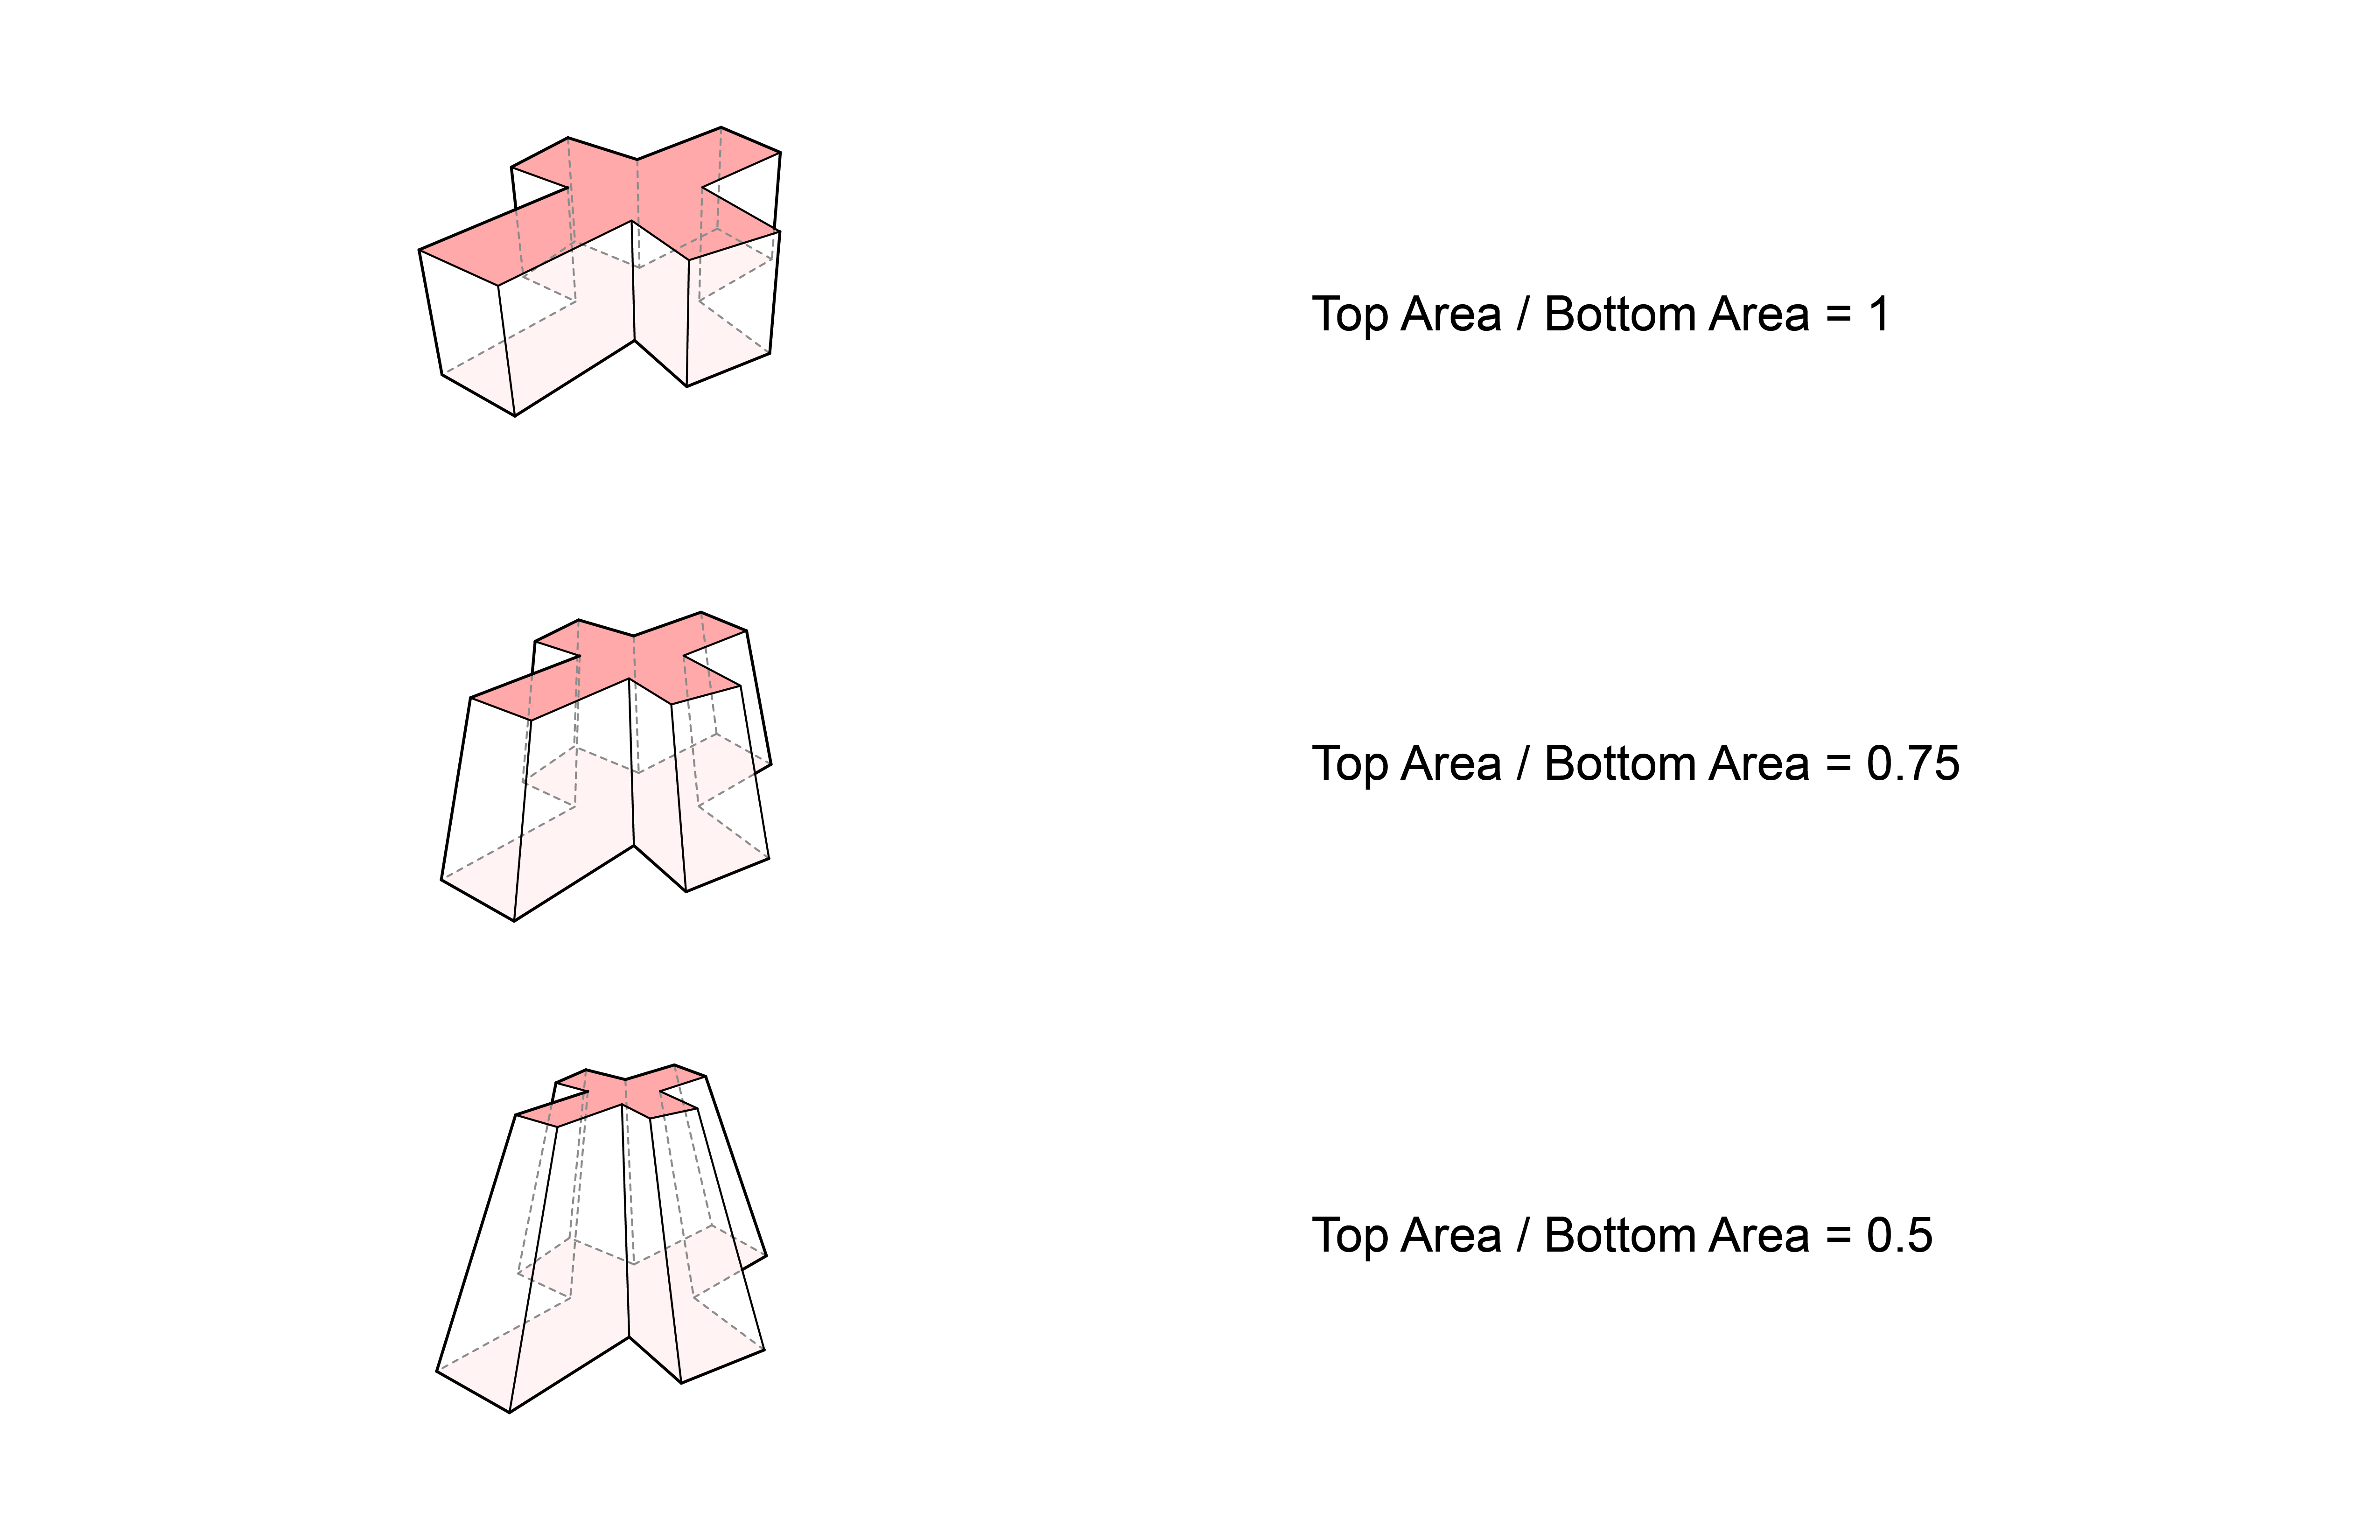 Top Area / Bottom Area = 1
Top Area / Bottom Area = 0.75
Top Area / Bottom Area = 0.5